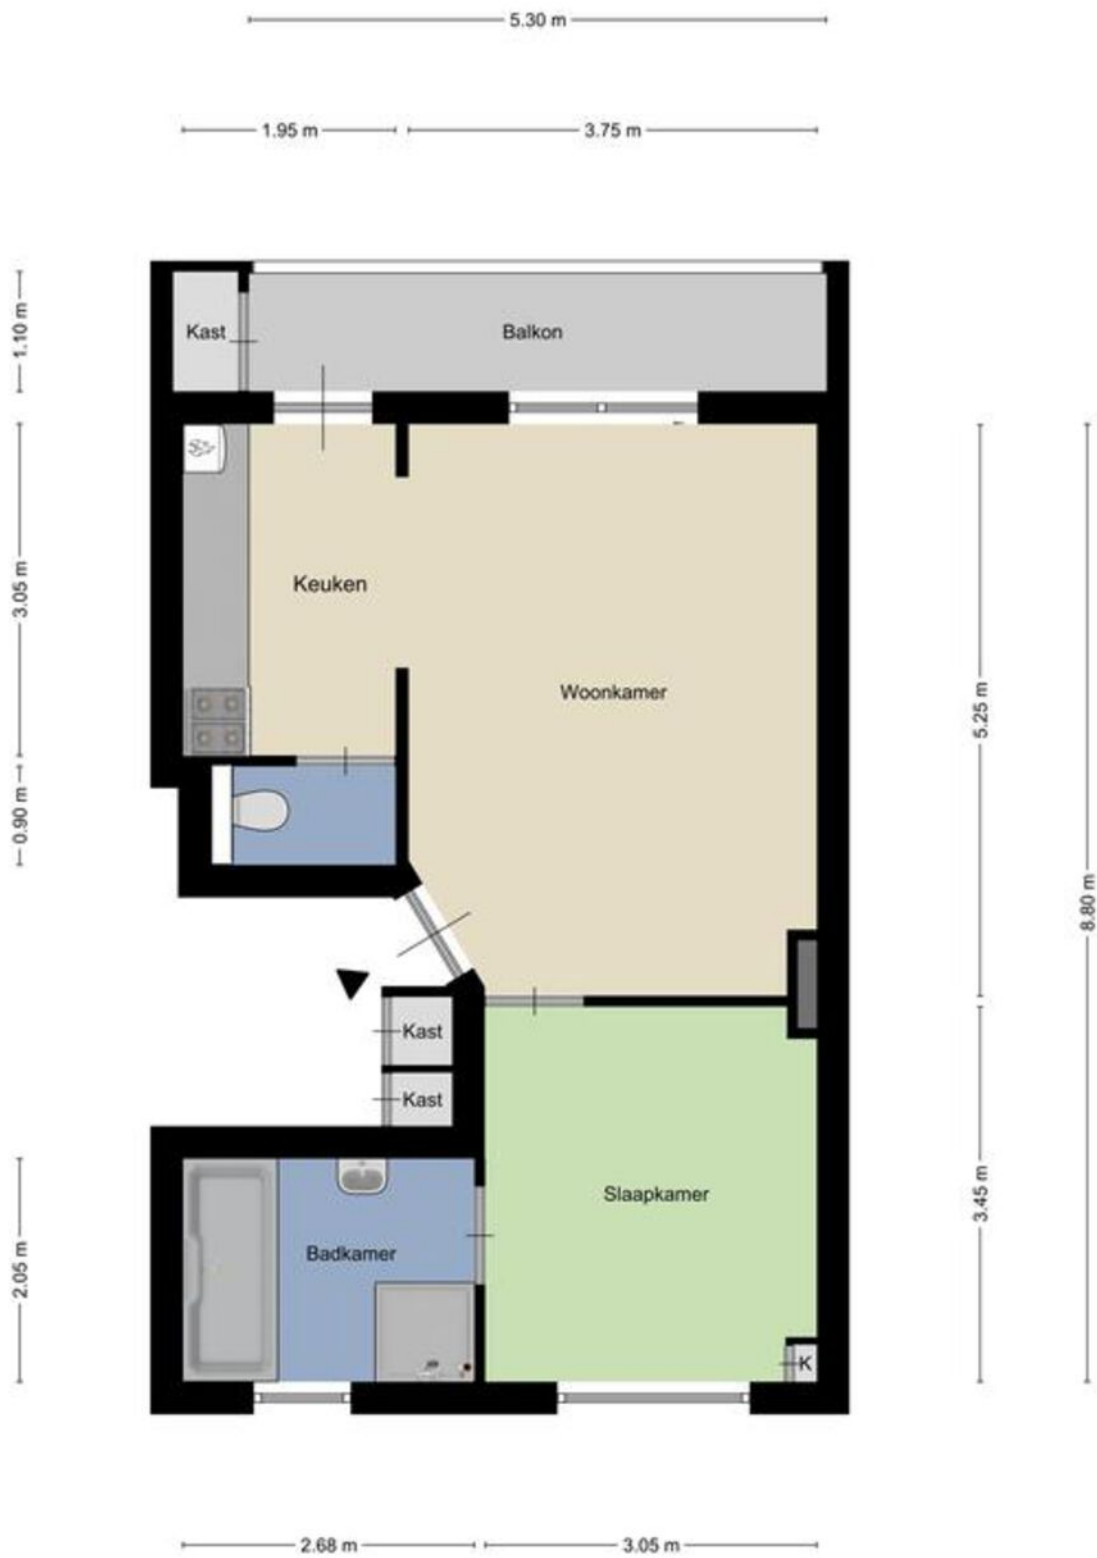 5.30 m
1.95 m
3.75 m
1.10 m
Kast
Balkon
3.05 m
Keuken
Woonkamer
5.25 m
0.90 m
8.80 m
Kast
Kast
3.45 m
Slaapkamer
2.05 m
Badkamer
K
2.68 m
3.05 m